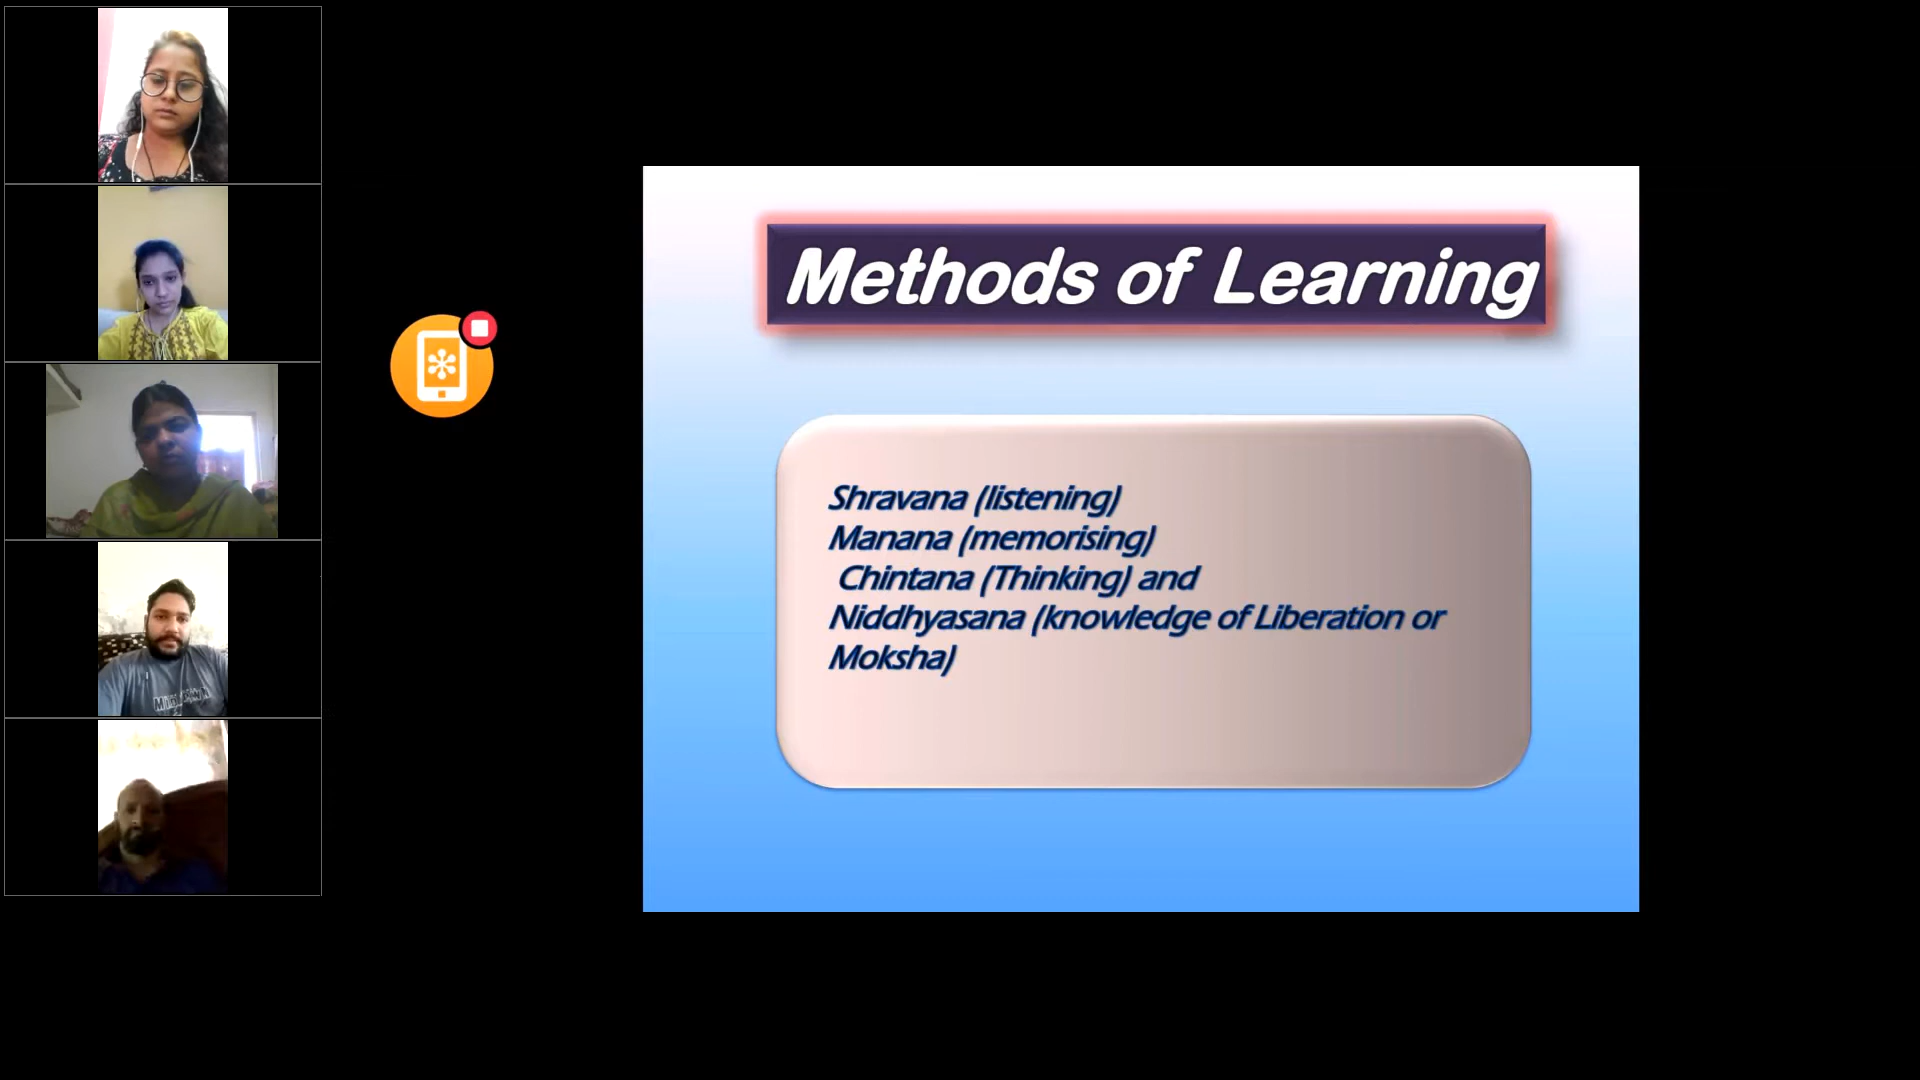 Methods of Learning
Shravana (listening)
Manana (memorising)
Chintana (Thinking) and
Niddhyasana (knowledge of Liberation or
Moksha)